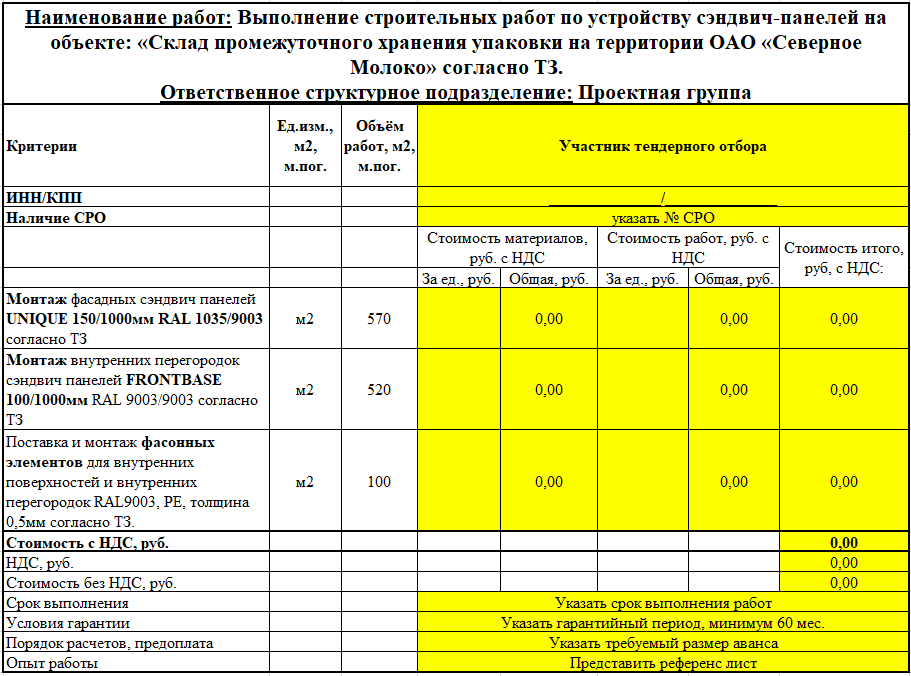 Наименование работ: Выполнение строительных работ по устройству сэндвич-панелей на
объекте: «Склад промежуточного хранения упаковки на территории ОАО «Северное
Молоко» согласно ТЗ.
Ответственное структурное подразделение: Проектная группа
Критерии
Ед.изм.,
м2,
м.пог.
Объём
работ, м2,
м.пог.
Участник тендерного отбора
ИНН/КПП
_______________/_______________
Наличие СРО
указать № СРО
Стоимость материалов,
руб. с НДС
Стоимость работ, руб. с
НДС
Стоимость итого,
руб, с НДС:
За ед., руб.
Общая, руб.
За ед., руб.
Общая, руб.
Монтаж фасадных сэндвич панелей
UNIQUE 150/1000мм RAL 1035/9003
согласно ТЗ
м2
570
0,00
0,00
0,00
Монтаж внутренних перегородок
сэндвич панелей FRONTBASE
100/1000мм RAL 9003/9003 согласно
ТЗ
м2
520
0,00
0,00
0,00
Поставка и монтаж фасонных
элементов для внутренних
поверхностей и внутренних
перегородок RAL9003, PE, толщина
0,5мм согласно ТЗ.
м2
100
0,00
0,00
0,00
Стоимость с НДС, руб.
0,00
НДС, руб.
0,00
Стоимость без НДС, руб.
0,00
Срок выполнения
Указать срок выполнения работ
Условия гарантии
Указать гарантийный период, минимум 60 мес.
Порядок расчетов, предоплата
Указать требуемый размер аванса
Опыт работы
Представить референс лист